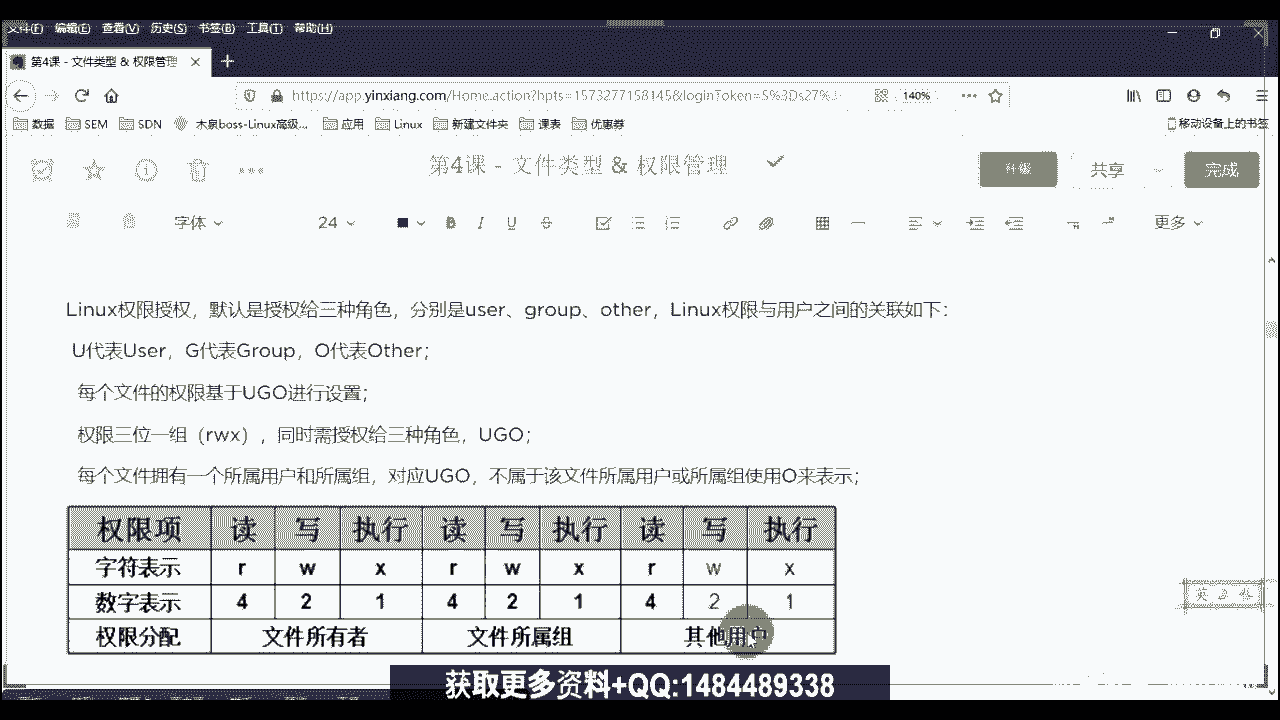 文件(F) 编辑(E) 查看(V) 历史(S) 书签(B) 工具(T) 帮助(H)
第4课 - 文件类型 & 权限管理
https://app.yinxiang.com/Home.action?hpts=1573277158145&loginToken=5%3Ds27% 140%
数据 SEM SDN 木泉boss-Linux高级... 应用 Linux 新建文件夹 课表 优惠券 移动设备上的书签
第4课 - 文件类型 & 权限管理 升级 共享 完成
字体 24 B I U 更多
Linux权限授权，默认是授权给三种角色，分别是user、group、other，Linux权限与用户之间的关联如下：
U代表User，G代表Group，O代表Other；
每个文件的权限基于UGO进行设置；
权限三位一组（rwx），同时需授权给三种角色，UGO；
每个文件拥有一个所属用户和所属组，对应UGO，不属于该文件所属用户或所属组使用O来表示；
权限项 读 写 执行 读 写 执行 读 写 执行
字符表示 r w x r w x r w x
数字表示 4 2 1 4 2 1 4 2 1
权限分配 文件所有者 文件所属组 其他用户
获取更多资料+QQ:1484489338